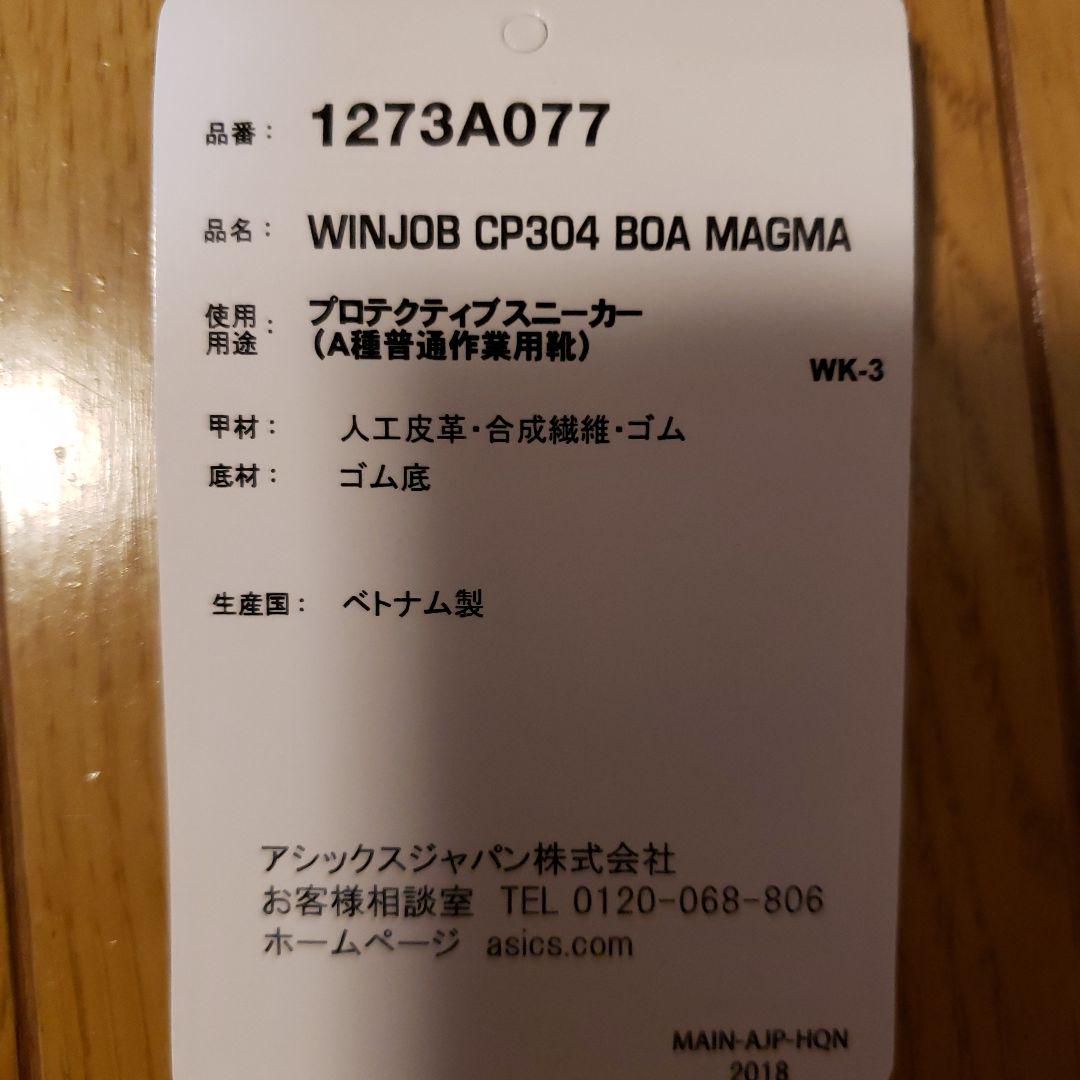 品番： 1273A077
品名： WINJOB CP304 BOA MAGMA
使用用途： プロテクティブスニーカー
（A種普通作業用靴）
WK-3
甲材： 人工皮革・合成繊維・ゴム
底材： ゴム底
生産国： ベトナム製
アシックスジャパン株式会社
お客様相談室 TEL 0120-068-806
ホームページ asics.com
MAIN-AJP-HQN
2018